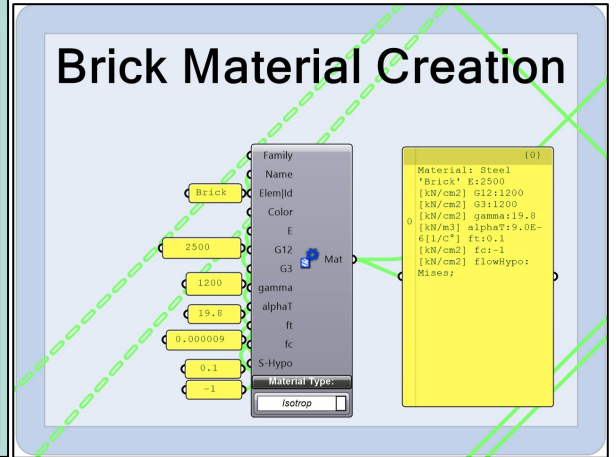 Brick Material Creation
Family
Name
Elem|Id
Color
E
G12
G3
gamma
alphaT
ft
fc
S-Hypo
Mat
Material Type:
Isotrop
Brick
2500
1200
19.8
0.000009
0.1
-1
{0}
0
Material: Steel
'Brick' E:2500
[kN/cm2] G12:1200
[kN/cm2] G3:1200
[kN/cm2] gamma:19.8
[kN/m3] alphaT:9.0E-
6[1/C°] ft:0.1
[kN/cm2] fc:-1
[kN/cm2] flowHypo:
Mises;